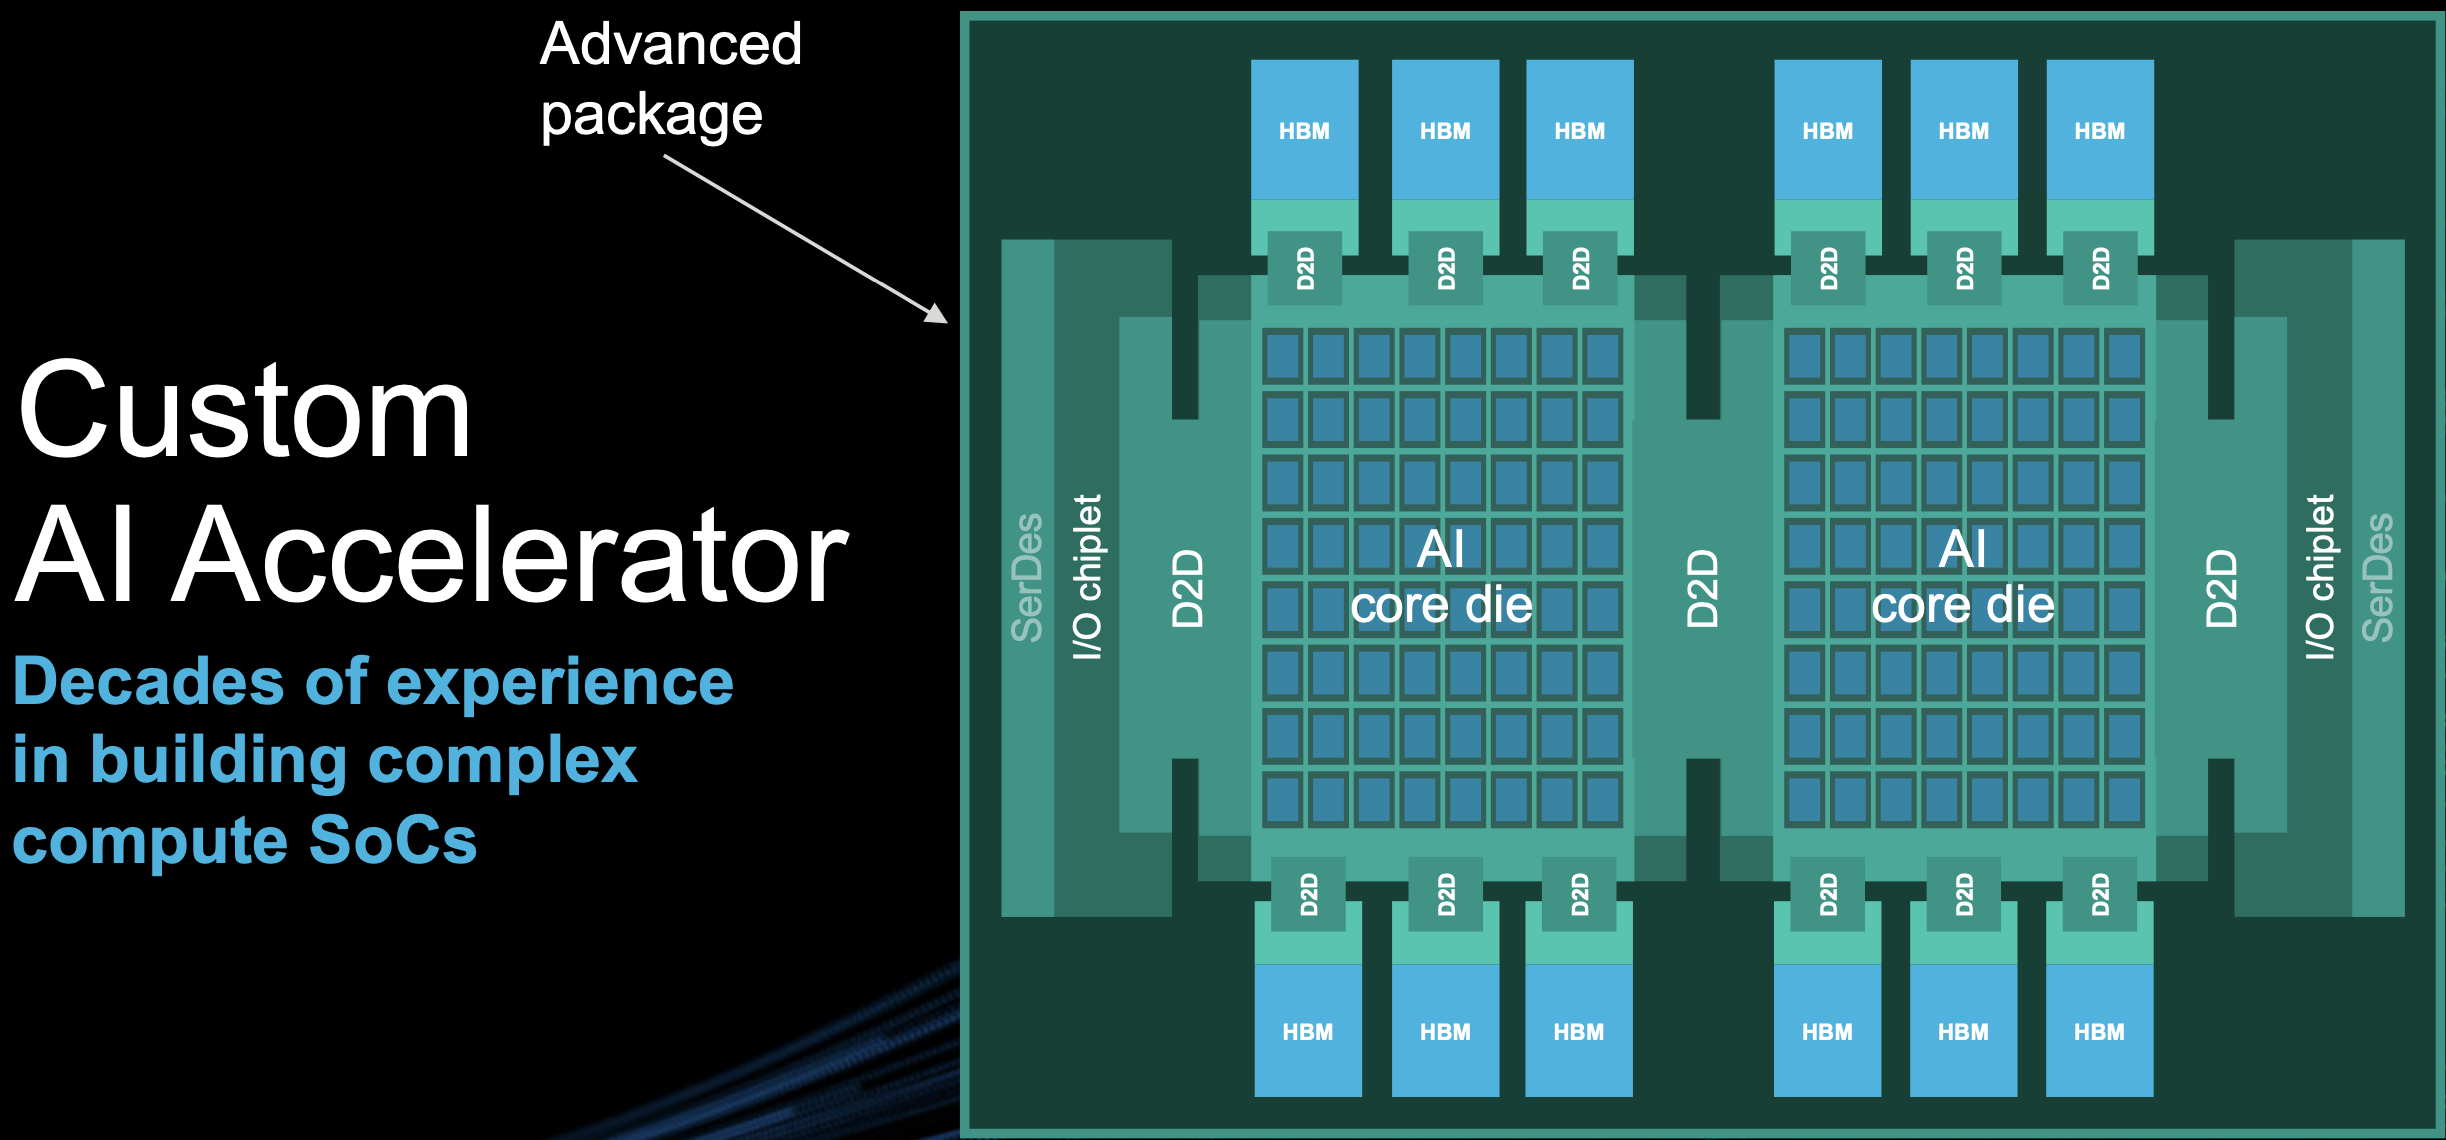 Advanced
package
Custom
AI Accelerator
Decades of experience
in building complex
compute SoCs
HBM
HBM
HBM
HBM
HBM
HBM
D2D
D2D
D2D
D2D
D2D
D2D
SerDes
I/O chiplet
D2D
AI
core die
D2D
AI
core die
D2D
I/O chiplet
SerDes
D2D
D2D
D2D
D2D
D2D
D2D
HBM
HBM
HBM
HBM
HBM
HBM